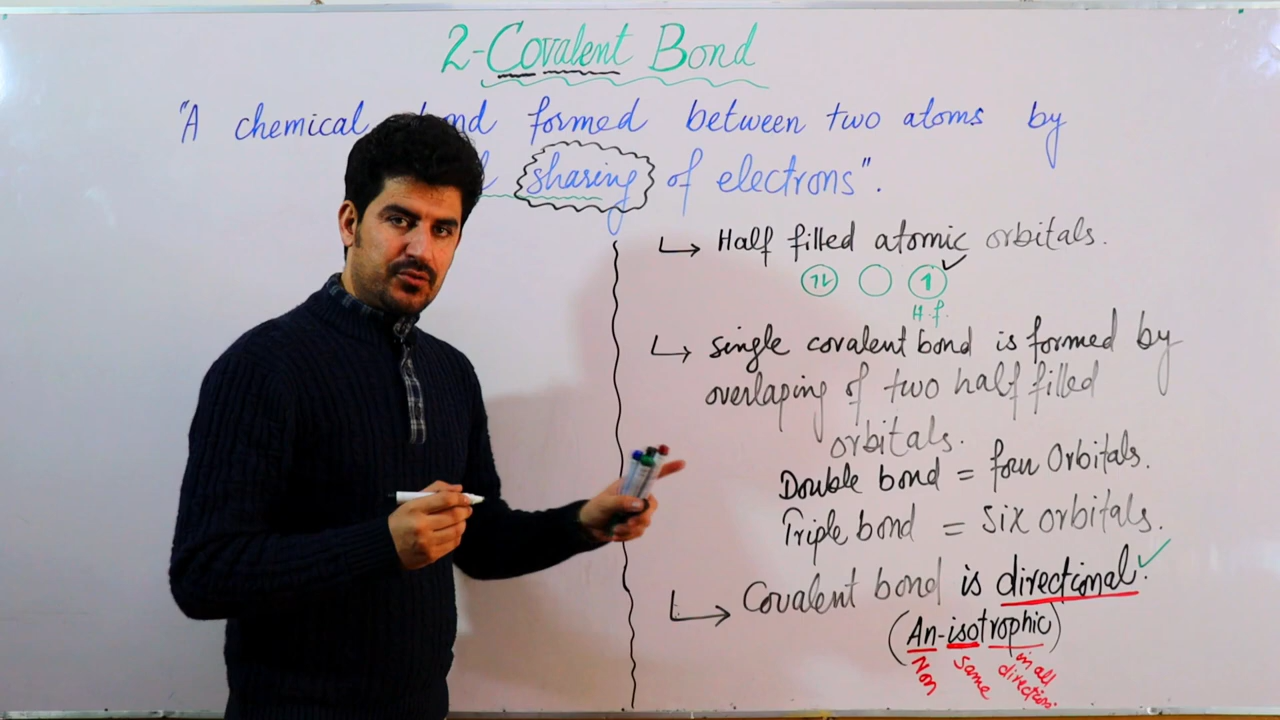 2-Covalent Bond
"A chemical bond formed between two atoms by
sharing of electrons".
↳ Half filled atomic orbitals.
1L 1
H.f.
↳ single covalent bond is formed by
overlaping of two half filled
orbitals.
Double bond = four Orbitals.
Triple bond = Six orbitals.
↳ Covalent bond is directional.
(An-isotrophic)
Non same in all
direction.